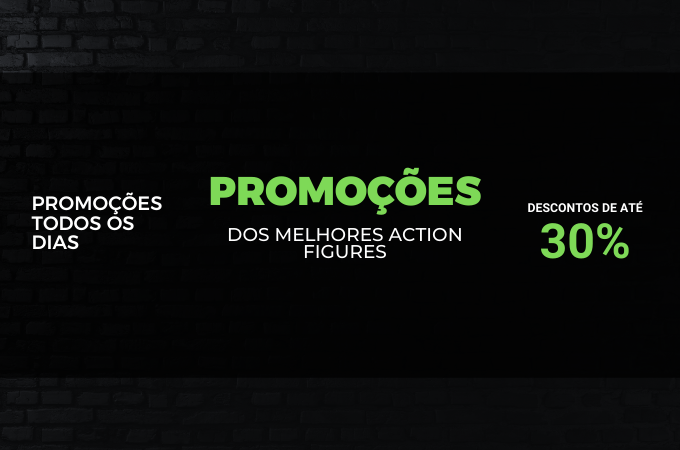 PROMOÇÕES
TODOS OS
DIAS
PROMOÇÕES
DOS MELHORES ACTION
FIGURES
DESCONTOS DE ATÉ
30%